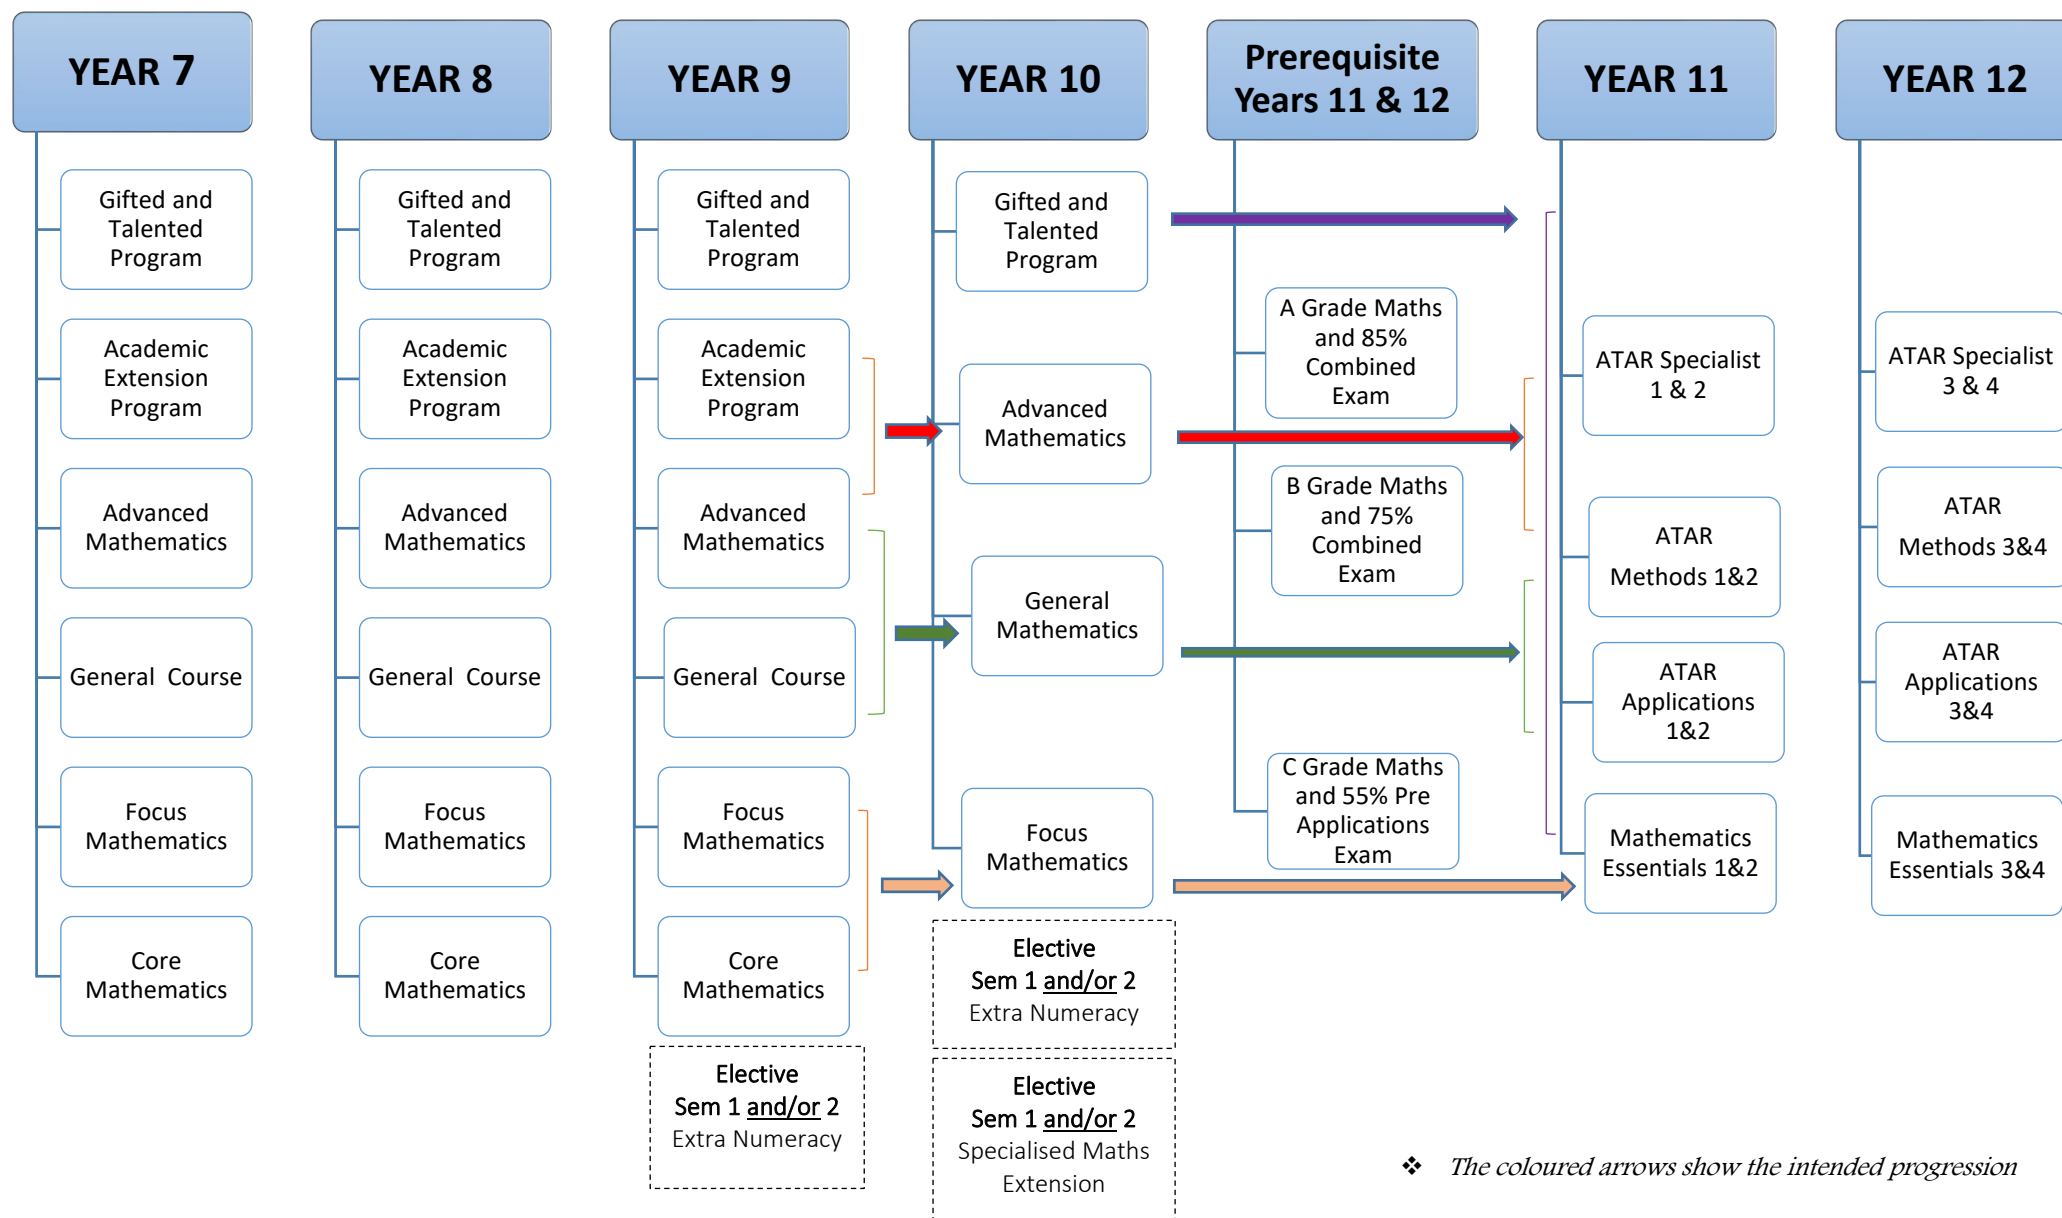 YEAR 7
Gifted and
Talented
Program
Academic
Extension
Program
Advanced
Mathematics
General Course
Focus
Mathematics
Core
Mathematics
YEAR 8
Gifted and
Talented
Program
Academic
Extension
Program
Advanced
Mathematics
General Course
Focus
Mathematics
Core
Mathematics
YEAR 9
Gifted and
Talented
Program
Academic
Extension
Program
Advanced
Mathematics
General Course
Focus
Mathematics
Core
Mathematics
Elective
Sem 1 and/or 2
Extra Numeracy
YEAR 10
Gifted and
Talented
Program
Advanced
Mathematics
General
Mathematics
Focus
Mathematics
Elective
Sem 1 and/or 2
Extra Numeracy
Elective
Sem 1 and/or 2
Specialised Maths
Extension
Prerequisite
Years 11 & 12
A Grade Maths
and 85%
Combined
Exam
B Grade Maths
and 75%
Combined
Exam
C Grade Maths
and 55% Pre
Applications
Exam
YEAR 11
ATAR Specialist
1 & 2
ATAR
Methods 1&2
ATAR
Applications
1&2
Mathematics
Essentials 1&2
YEAR 12
ATAR Specialist
3 & 4
ATAR
Methods 3&4
ATAR
Applications
3&4
Mathematics
Essentials 3&4
❖ The coloured arrows show the intended progression